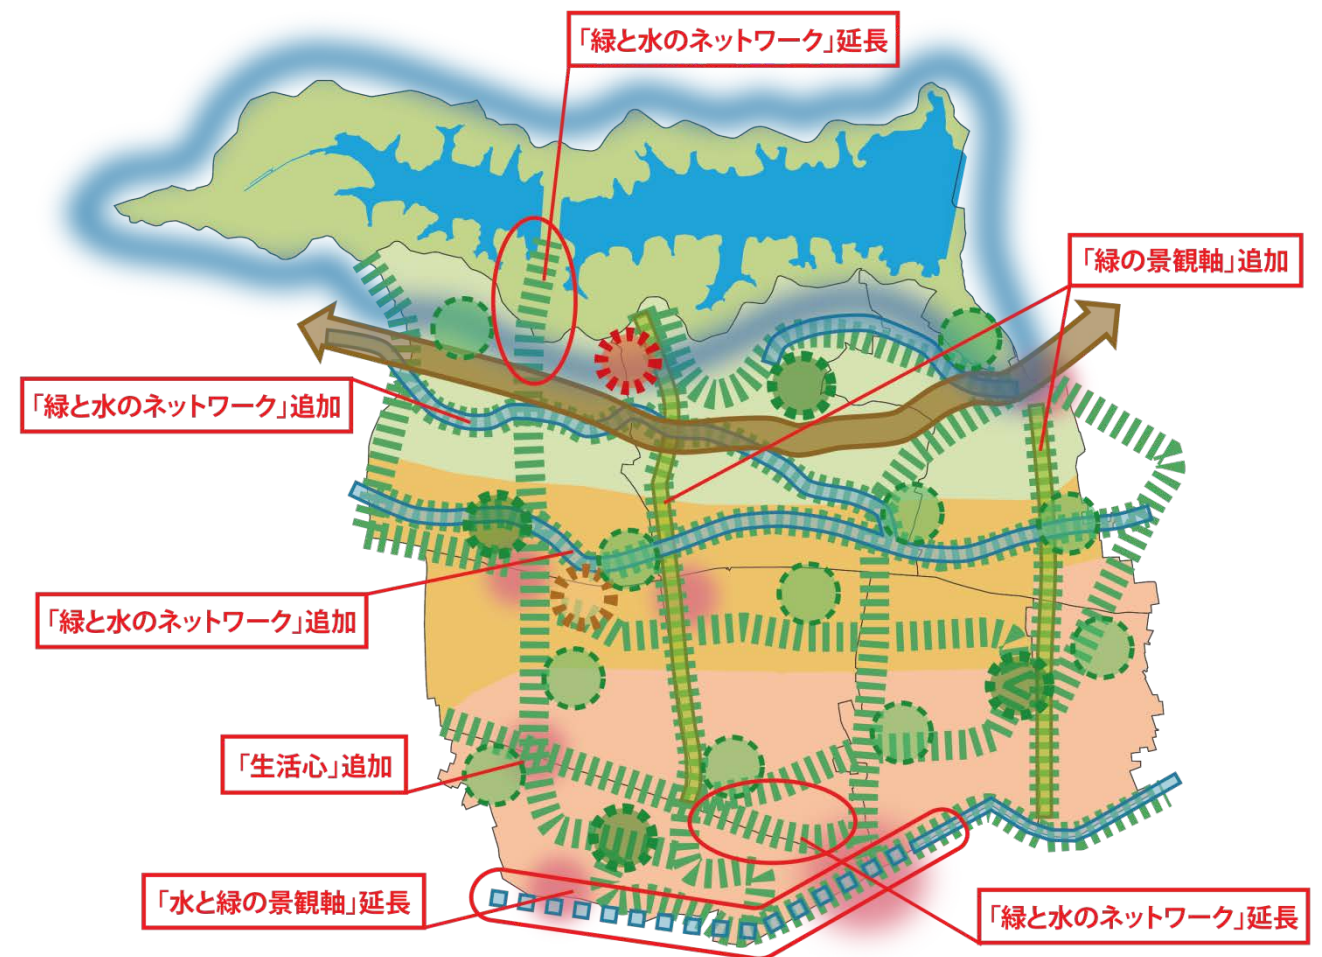 「緑と水のネットワーク」延長
「緑の景観軸」追加
「緑と水のネットワーク」追加
「緑と水のネットワーク」追加
「生活心」追加
「水と緑の景観軸」延長
「緑と水のネットワーク」延長